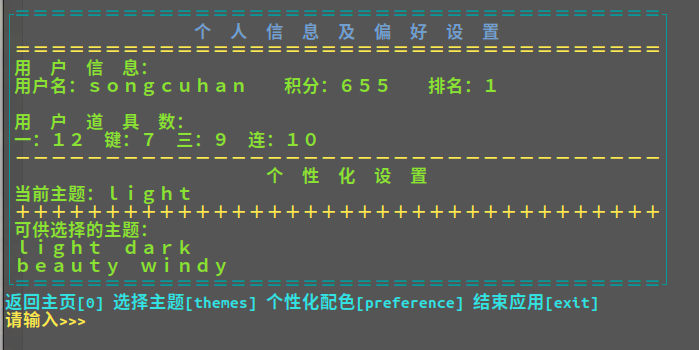 个 人 信 息 及 偏 好 设 置
＝＝＝＝＝＝＝＝＝＝＝＝＝＝＝＝＝＝＝＝＝＝＝＝＝＝＝＝＝＝＝＝＝＝＝＝
用 户 信 息：
用户名：ｓｏｎｇｃｕｈａｎ 积分：６５５ 排名：１
用 户 道 具 数：
一：１２ 键：７ 三：９ 连：１０
－－－－－－－－－－－－－－－－－－－－－－－－－－－－－－－－－－－－
个 性 化 设 置
当前主题：ｌｉｇｈｔ
＋＋＋＋＋＋＋＋＋＋＋＋＋＋＋＋＋＋＋＋＋＋＋＋＋＋＋＋＋＋＋＋＋＋＋＋
可供选择的主题：
ｌｉｇｈｔ ｄａｒｋ
ｂｅａｕｔｙ ｗｉｎｄｙ
返回主页[0] 选择主题[themes] 个性化配色[preference] 结束应用[exit]
请输入>>>